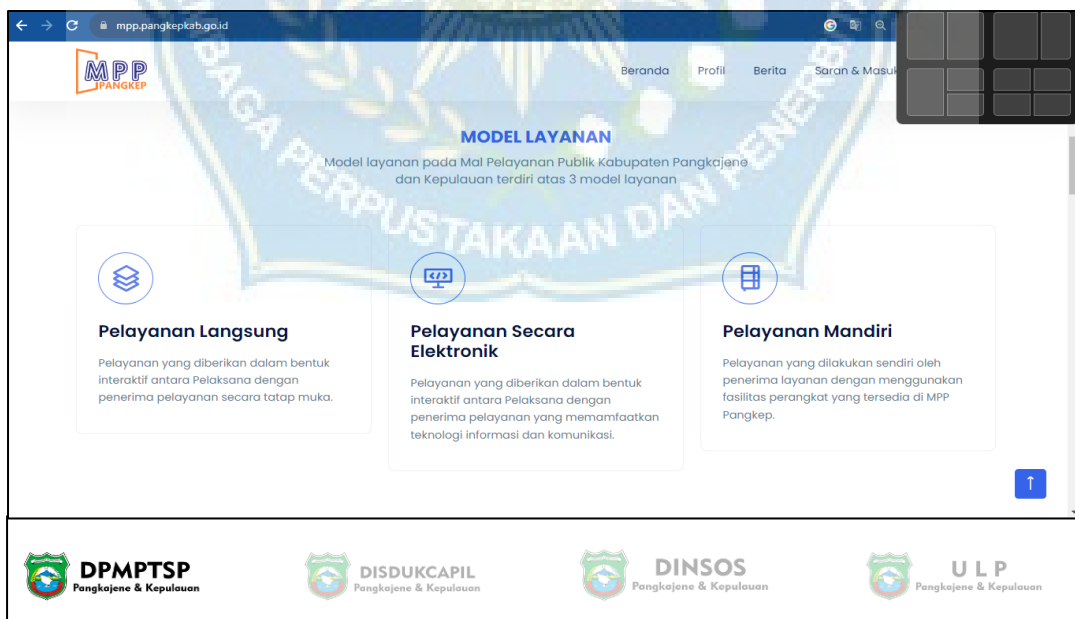 mpp.pangkepkab.go.id
MPP
PANGKEP
Beranda Profil Berita Saran & Masuk
MODEL LAYANAN
Model layanan pada Mal Pelayanan Publik Kabupaten Pangkajene
dan Kepulauan terdiri atas 3 model layanan
BAGA PERPUSTAKAAN DAN PENERB
Pelayanan Langsung
Pelayanan yang diberikan dalam bentuk
interaktif antara Pelaksana dengan
penerima pelayanan secara tatap muka.
Pelayanan Secara
Elektronik
Pelayanan yang diberikan dalam bentuk
interaktif antara Pelaksana dengan
penerima pelayanan yang memamfaatkan
teknologi informasi dan komunikasi.
Pelayanan Mandiri
Pelayanan yang dilakukan sendiri oleh
penerima layanan dengan menggunakan
fasilitas perangkat yang tersedia di MPP
Pangkep.
DPMPTSP
Pangkajene & Kepulauan
DISDUKCAPIL
Pangkajene & Kepulauan
DINSOS
Pangkajene & Kepulauan
U L P
Pangkajene & Kepulauan